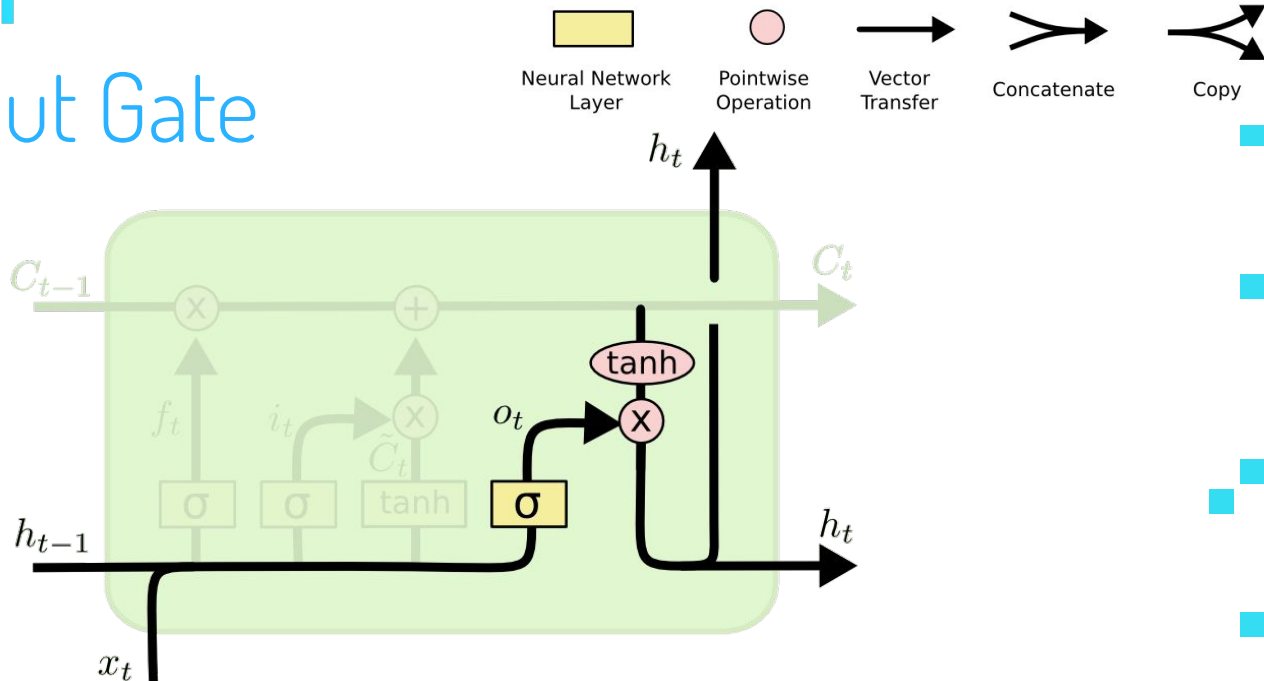 Neural Network
Layer
Pointwise
Operation
Vector
Transfer
Concatenate
Copy
ut Gate
h_t
C_{t-1}
C_t
x
+
tanh
f_t
i_t
x
o_t
x
C̃_t
σ
σ
tanh
σ
h_{t-1}
h_t
x_t